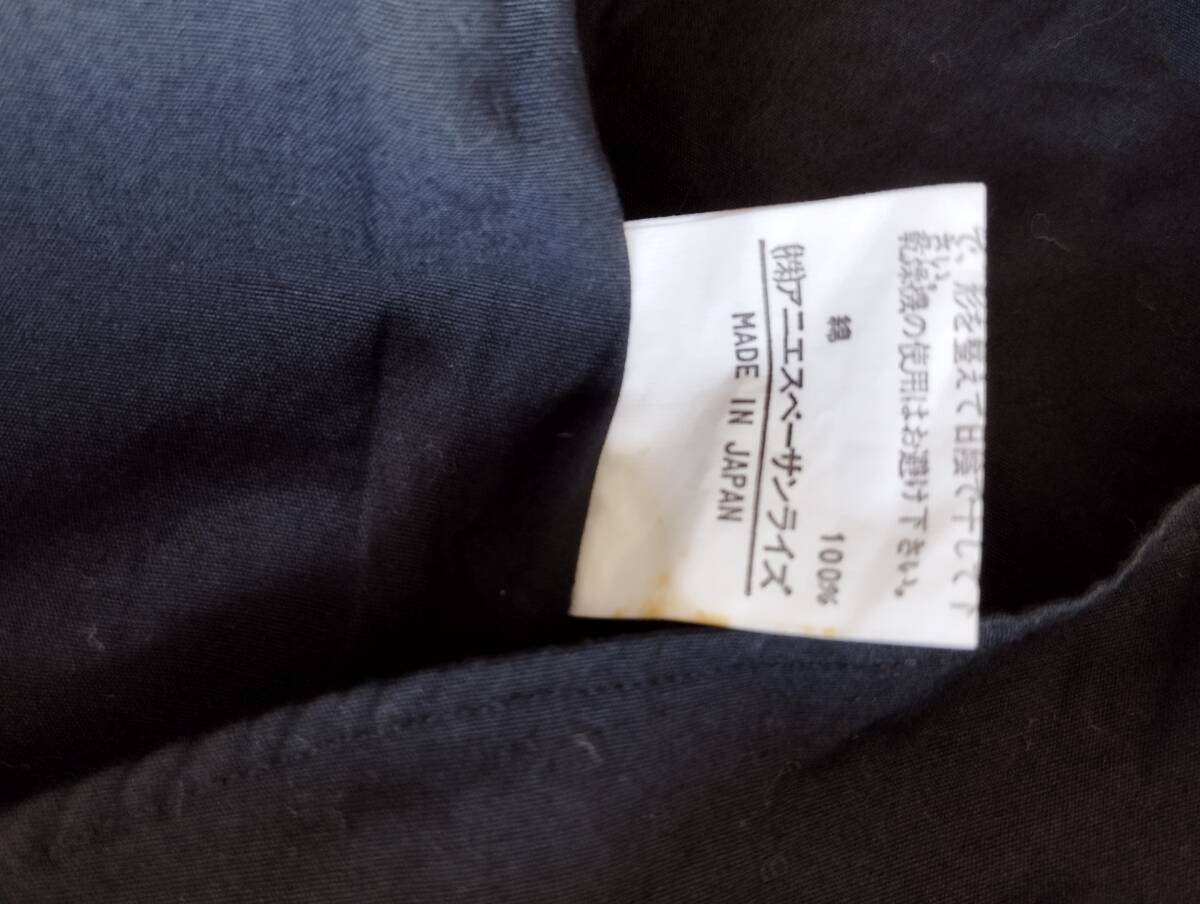 で、形を整えて日陰で干して下
さい。
乾燥機の使用はお避け下さい。
綿 100%
(株)アニエスベーサンライズ
MADE IN JAPAN